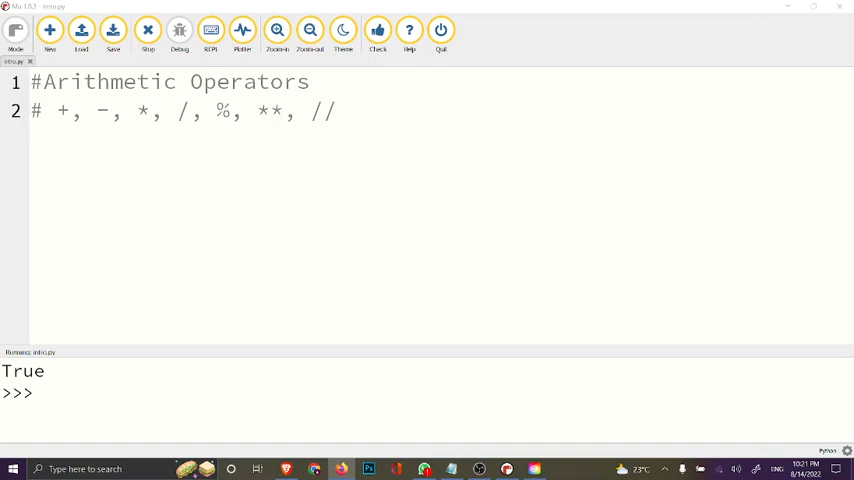 Mu 1.0.3 - intro.py
Mode New Load Save Stop Debug REPL Plotter Zoom-in Zoom-out Theme Check Help Quit
intro.py
1 #Arithmetic Operators
2 # +, -, *, /, %, **, //
Running: intro.py
True
>>>
Python
Type here to search Ps 23°C 10:21 PM
8/14/2022